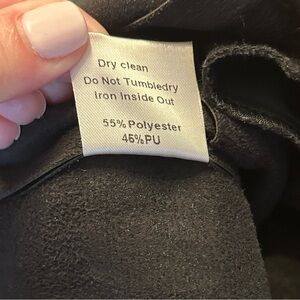 Dry clean
Do Not Tumbledry
Iron Inside Out
55% Polyester
45%PU